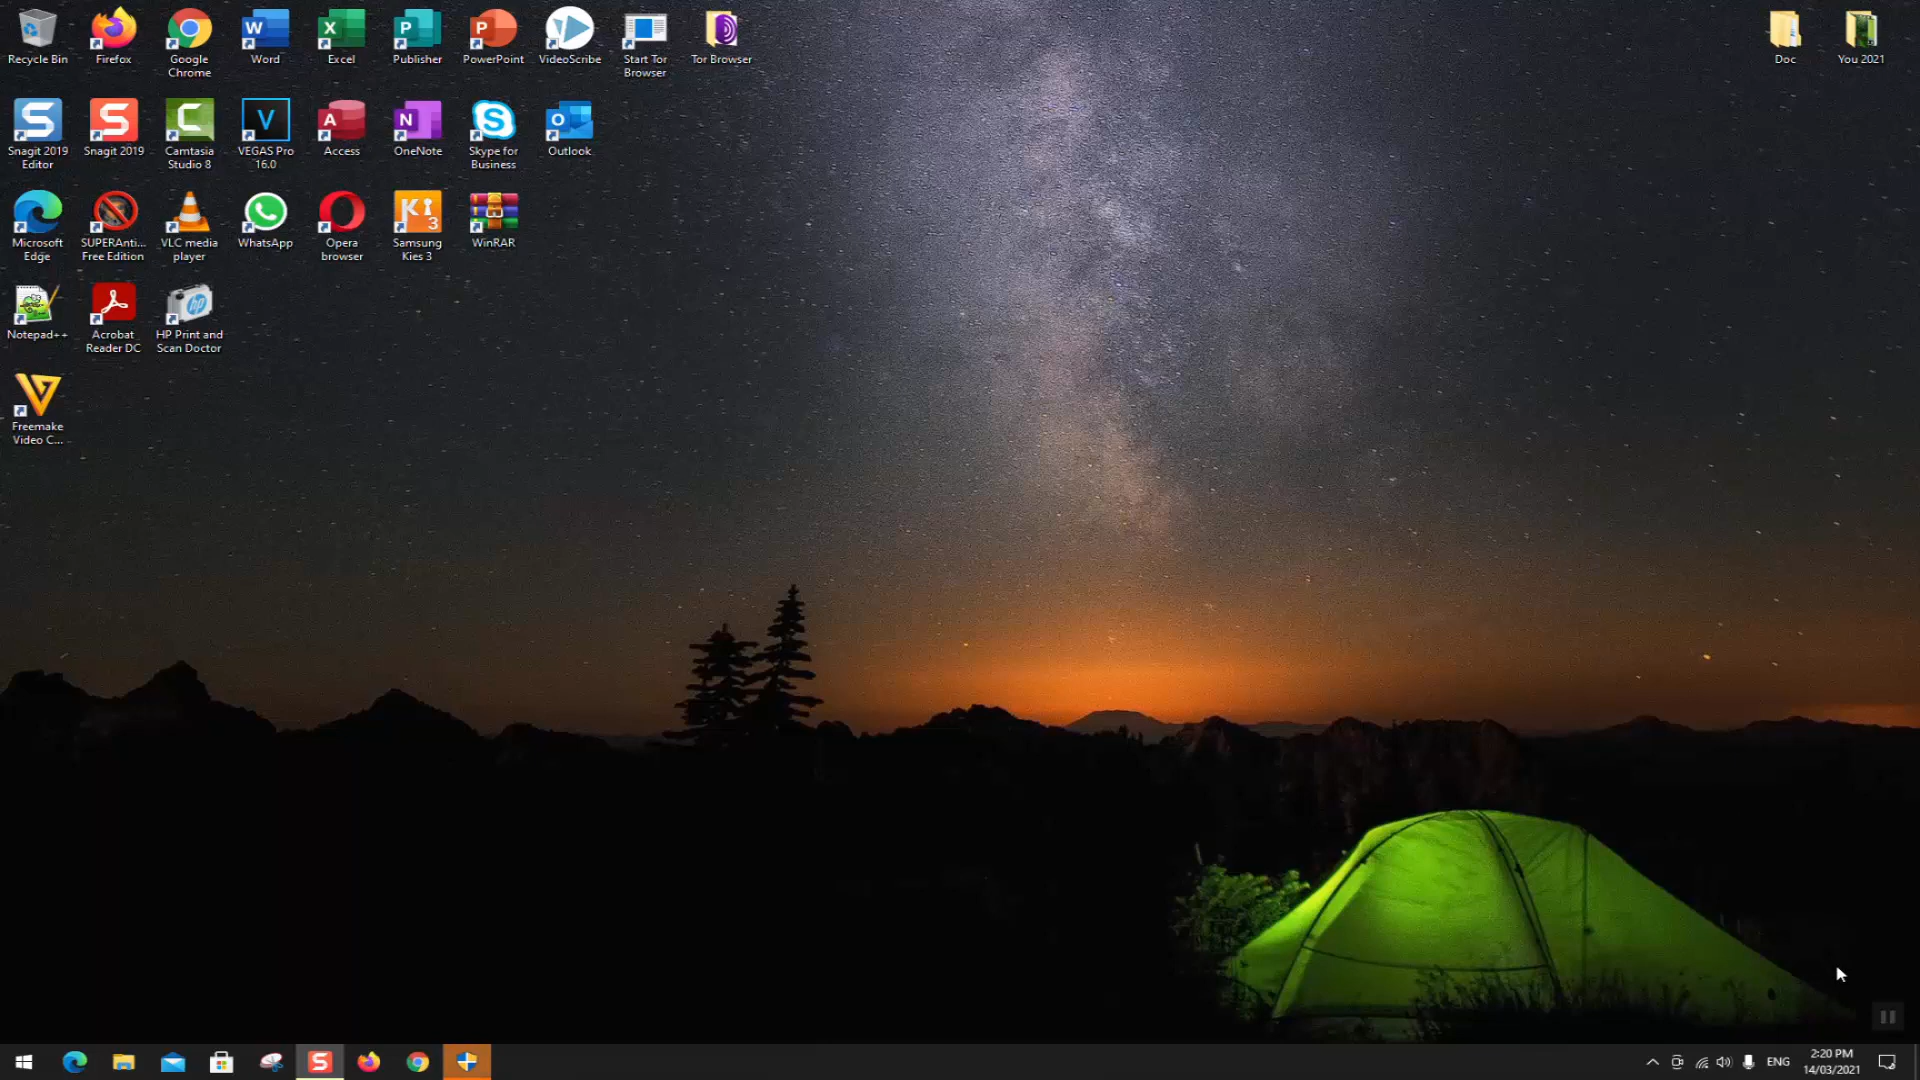 Recycle Bin
Firefox
Google
Chrome
Word
Excel
Publisher
PowerPoint
VideoScribe
Start Tor
Browser
Tor Browser
Doc
You 2021
Snagit 2019
Editor
Snagit 2019
Camtasia
Studio 8
VEGAS Pro
16.0
Access
OneNote
Skype for
Business
Outlook
Microsoft
Edge
SUPERAnti...
Free Edition
VLC media
player
WhatsApp
Opera
browser
Samsung
Kies 3
WinRAR
Notepad++
Acrobat
Reader DC
HP Print and
Scan Doctor
Freemake
Video C...
ENG
2:20 PM
14/03/2021